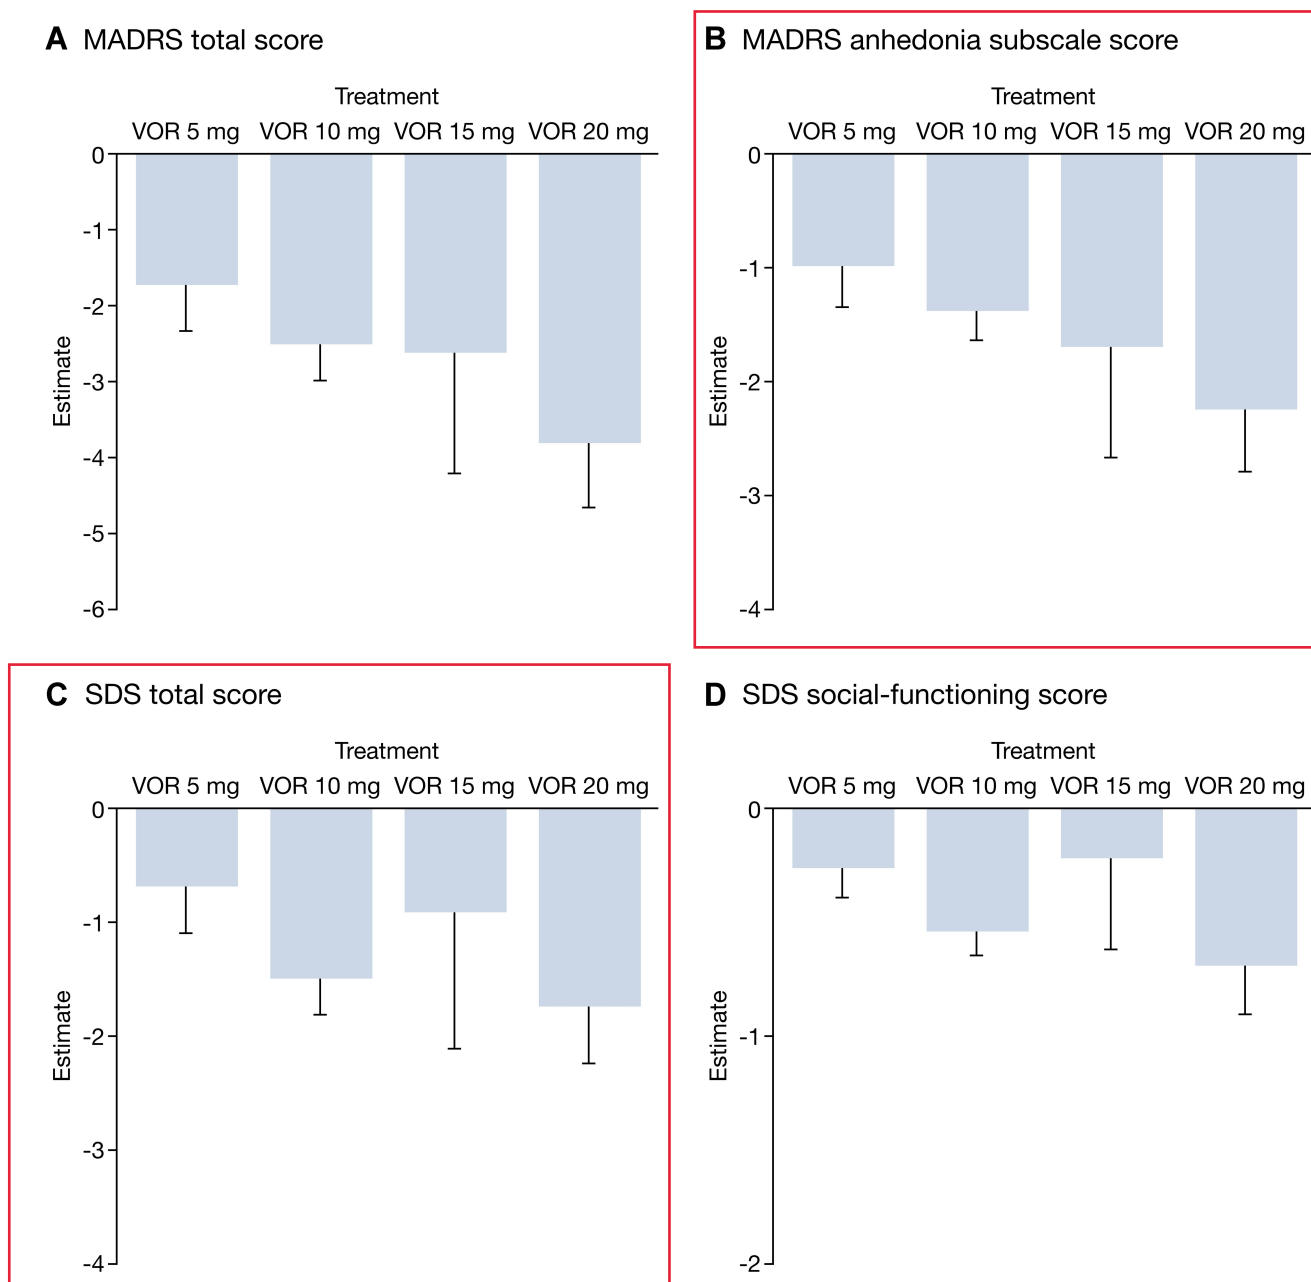 A MADRS total score
Treatment
VOR 5 mg VOR 10 mg VOR 15 mg VOR 20 mg
0
-1
-2
-3
-4
-5
-6
Estimate
B MADRS anhedonia subscale score
Treatment
VOR 5 mg VOR 10 mg VOR 15 mg VOR 20 mg
0
-1
-2
-3
-4
Estimate
C SDS total score
Treatment
VOR 5 mg VOR 10 mg VOR 15 mg VOR 20 mg
0
-1
-2
-3
-4
Estimate
D SDS social-functioning score
Treatment
VOR 5 mg VOR 10 mg VOR 15 mg VOR 20 mg
0
-1
-2
Estimate